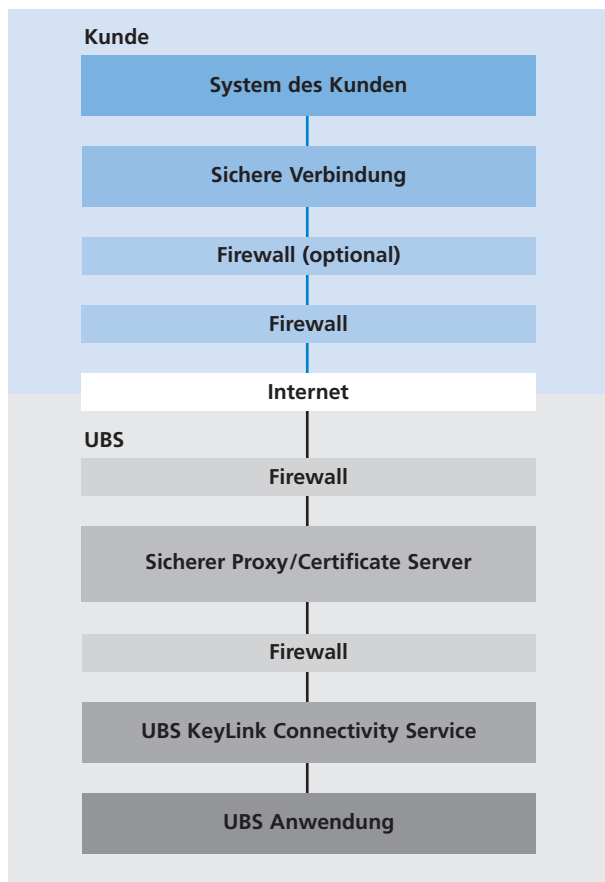 Kunde
System des Kunden
Sichere Verbindung
Firewall (optional)
Firewall
Internet
UBS
Firewall
Sicherer Proxy/Certificate Server
Firewall
UBS KeyLink Connectivity Service
UBS Anwendung